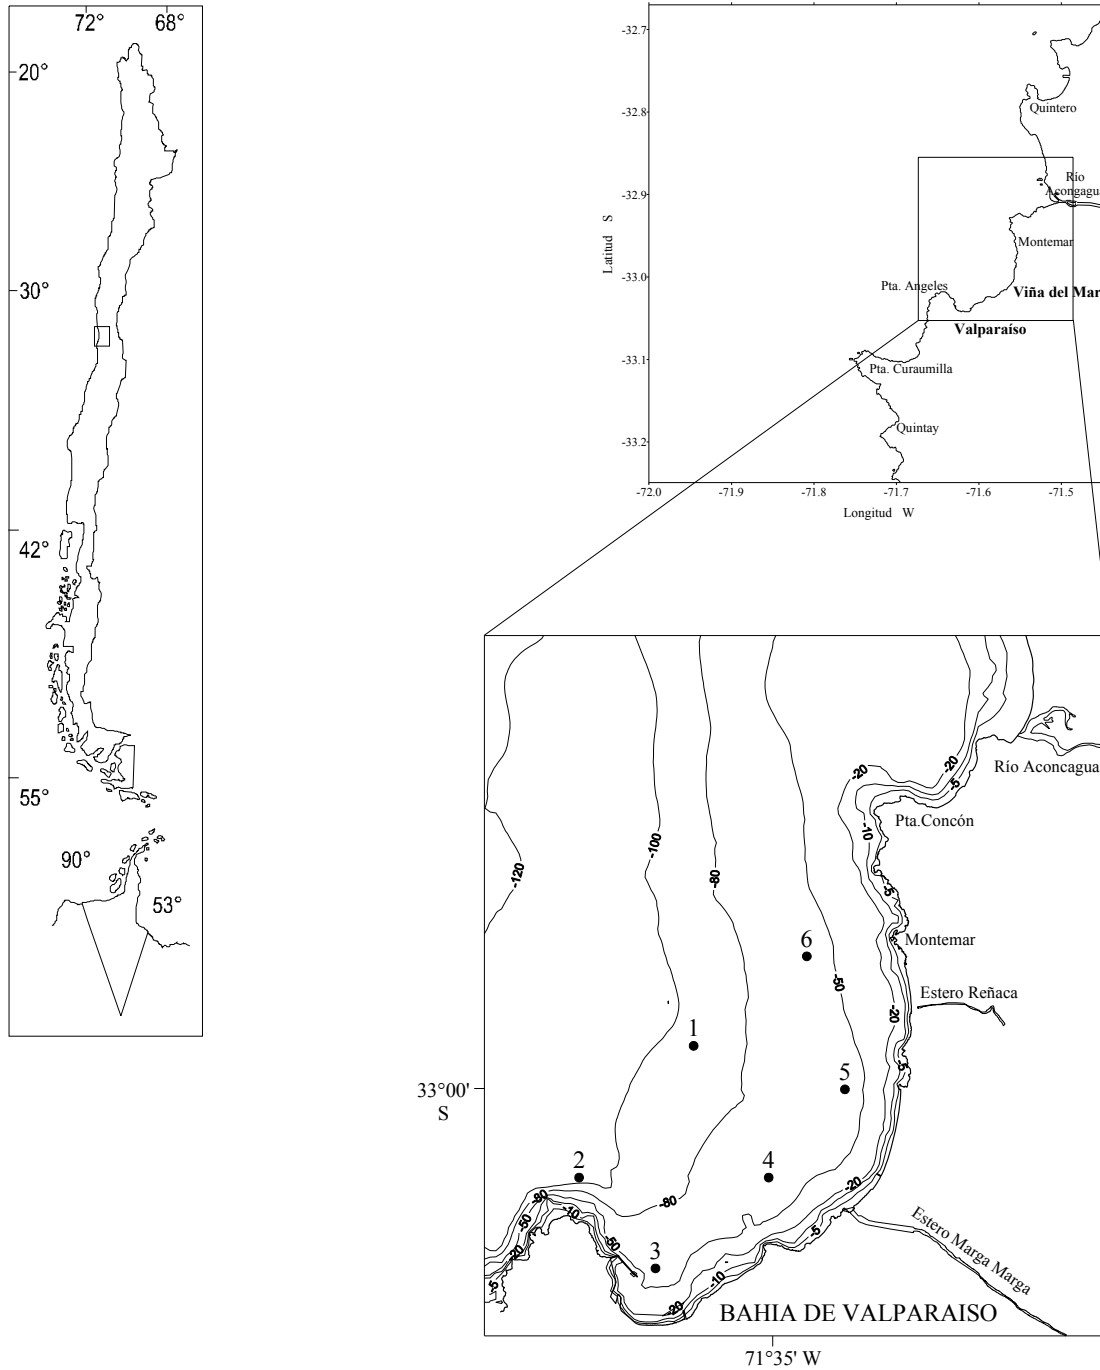 72° 68°
20°
30°
42°
55°
90°
53°
-32.7
-32.8
-32.9
-33.0
-33.1
-33.2
Latitud S
-72.0 -71.9 -71.8 -71.7 -71.6 -71.5
Longitud W
Quintero
Río
Acongagua
Montemar
Pta. Angeles
Viña del Mar
Valparaíso
Pta. Curaumilla
Quintay
-20
-20
-5
Río Aconcagua
Pta.Concón
-10
-100
-120
-80
-5
6
Montemar
-50
Estero Reñaca
-20
1
-5
5
33°00'
S
2
4
-20
-80
-80
-10
-50
-50
-5
Estero Marga Marga
3
-20
-5
-10
-20
BAHIA DE VALPARAISO
71°35' W